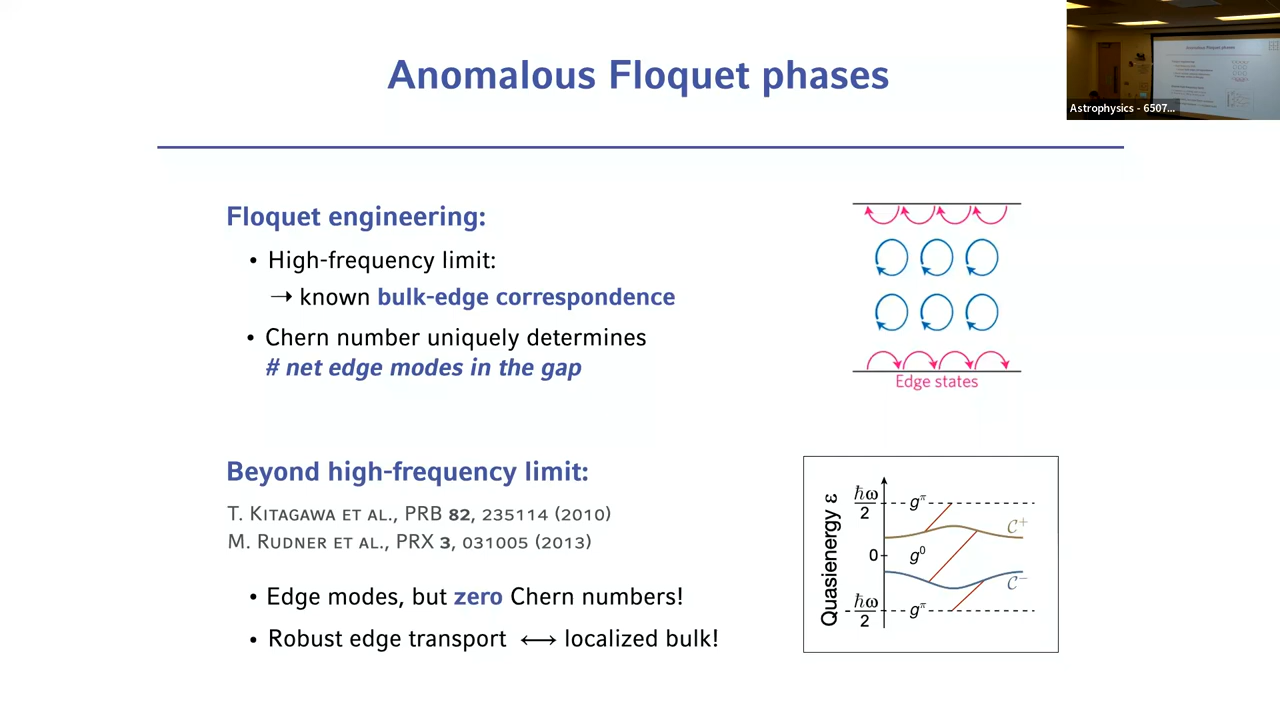 Anomalous Floquet phases
Astrophysics - 6507...
Floquet engineering:
• High-frequency limit:
→ known bulk-edge correspondence
• Chern number uniquely determines
# net edge modes in the gap
Edge states
Beyond high-frequency limit:
T. Kitagawa et al., PRB 82, 235114 (2010)
M. Rudner et al., PRX 3, 031005 (2013)
• Edge modes, but zero Chern numbers!
• Robust edge transport ⟷ localized bulk!
Quasienergy ε
ħω/2
gπ
C+
0
g0
C−
-ħω/2
gπ